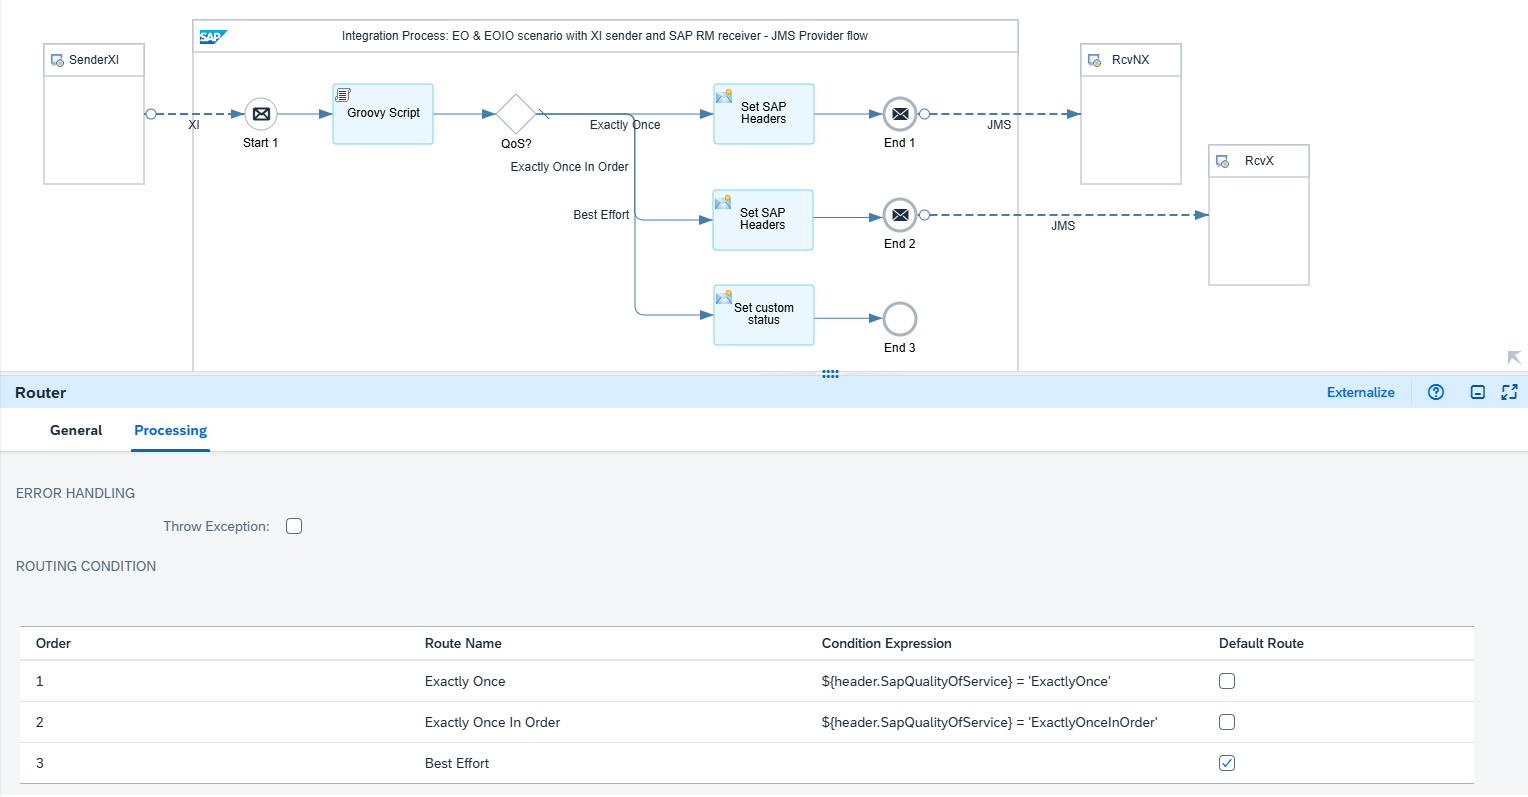 SAP
Integration Process: EO & EOIO scenario with XI sender and SAP RM receiver - JMS Provider flow
SenderXI
RcvNX
XI
Start 1
Groovy Script
QoS?
Exactly Once
Set SAP
Headers
End 1
JMS
RcvX
Exactly Once In Order
Best Effort
Set SAP
Headers
End 2
JMS
Set custom
status
End 3
Router
Externalize
General
Processing
ERROR HANDLING
Throw Exception:
ROUTING CONDITION
Order Route Name Condition Expression Default Route
1 Exactly Once ${header.SapQualityOfService} = 'ExactlyOnce'
2 Exactly Once In Order ${header.SapQualityOfService} = 'ExactlyOnceInOrder'
3 Best Effort